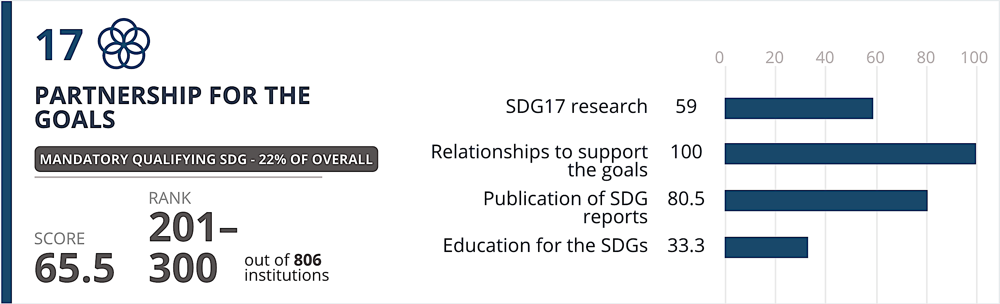 17
PARTNERSHIP FOR THE
GOALS
MANDATORY QUALIFYING SDG - 22% OF OVERALL
SCORE
65.5
RANK
201–
300
out of 806
institutions
0 20 40 60 80 100
SDG17 research 59
Relationships to support 100
the goals
Publication of SDG 80.5
reports
Education for the SDGs 33.3